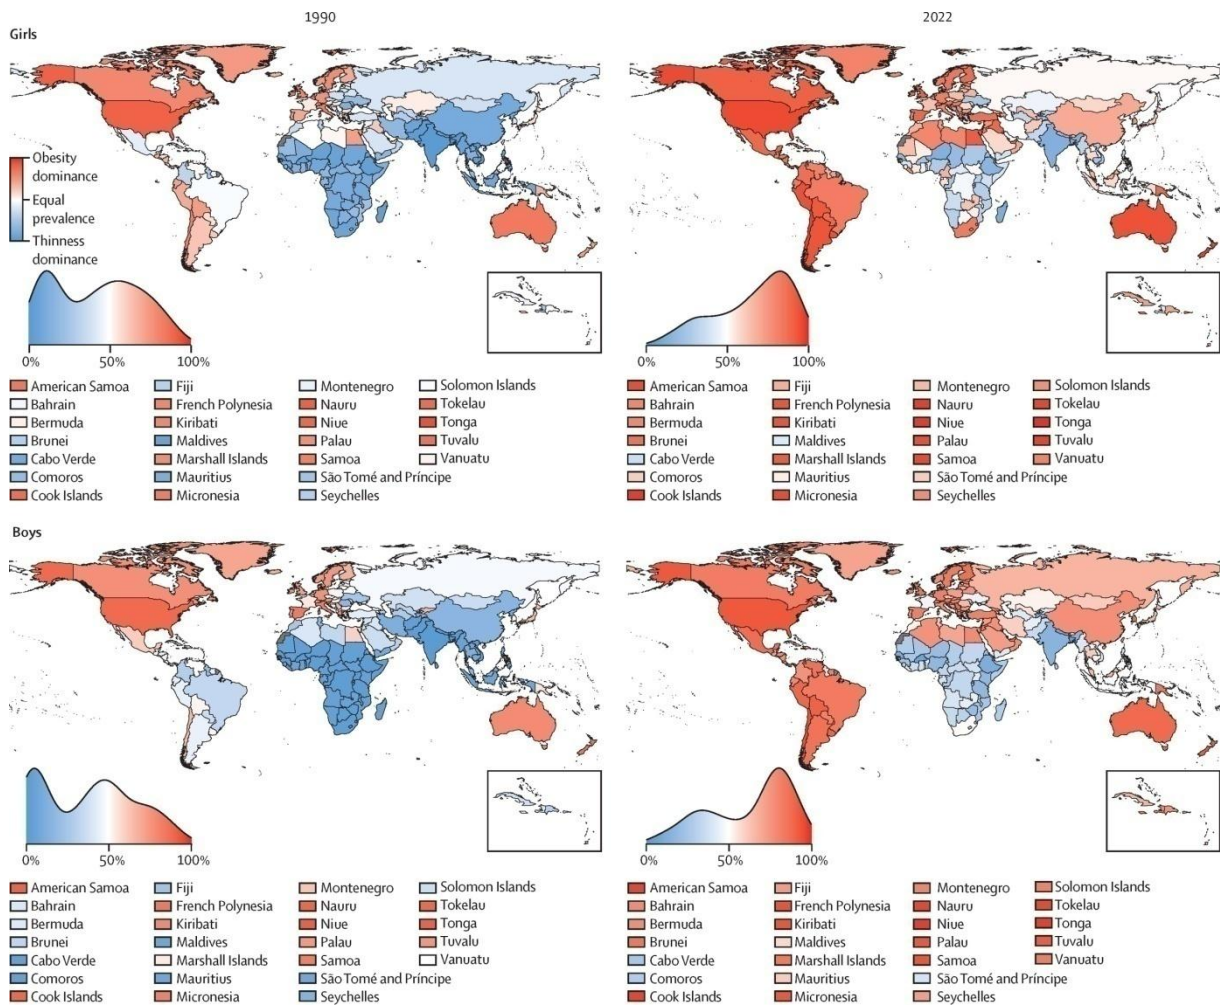 1990
2022
Girls
Obesity
dominance
Equal
prevalence
Thinness
dominance
0%
50%
100%
0%
50%
100%
American Samoa
Bahrain
Bermuda
Brunei
Cabo Verde
Comoros
Cook Islands
Fiji
French Polynesia
Kiribati
Maldives
Marshall Islands
Mauritius
Micronesia
Montenegro
Nauru
Niue
Palau
Samoa
São Tomé and Príncipe
Seychelles
Solomon Islands
Tokelau
Tonga
Tuvalu
Vanuatu
American Samoa
Bahrain
Bermuda
Brunei
Cabo Verde
Comoros
Cook Islands
Fiji
French Polynesia
Kiribati
Maldives
Marshall Islands
Mauritius
Micronesia
Montenegro
Nauru
Niue
Palau
Samoa
São Tomé and Príncipe
Seychelles
Solomon Islands
Tokelau
Tonga
Tuvalu
Vanuatu
Boys
0%
50%
100%
0%
50%
100%
American Samoa
Bahrain
Bermuda
Brunei
Cabo Verde
Comoros
Cook Islands
Fiji
French Polynesia
Kiribati
Maldives
Marshall Islands
Mauritius
Micronesia
Montenegro
Nauru
Niue
Palau
Samoa
São Tomé and Príncipe
Seychelles
Solomon Islands
Tokelau
Tonga
Tuvalu
Vanuatu
American Samoa
Bahrain
Bermuda
Brunei
Cabo Verde
Comoros
Cook Islands
Fiji
French Polynesia
Kiribati
Maldives
Marshall Islands
Mauritius
Micronesia
Montenegro
Nauru
Niue
Palau
Samoa
São Tomé and Príncipe
Seychelles
Solomon Islands
Tokelau
Tonga
Tuvalu
Vanuatu